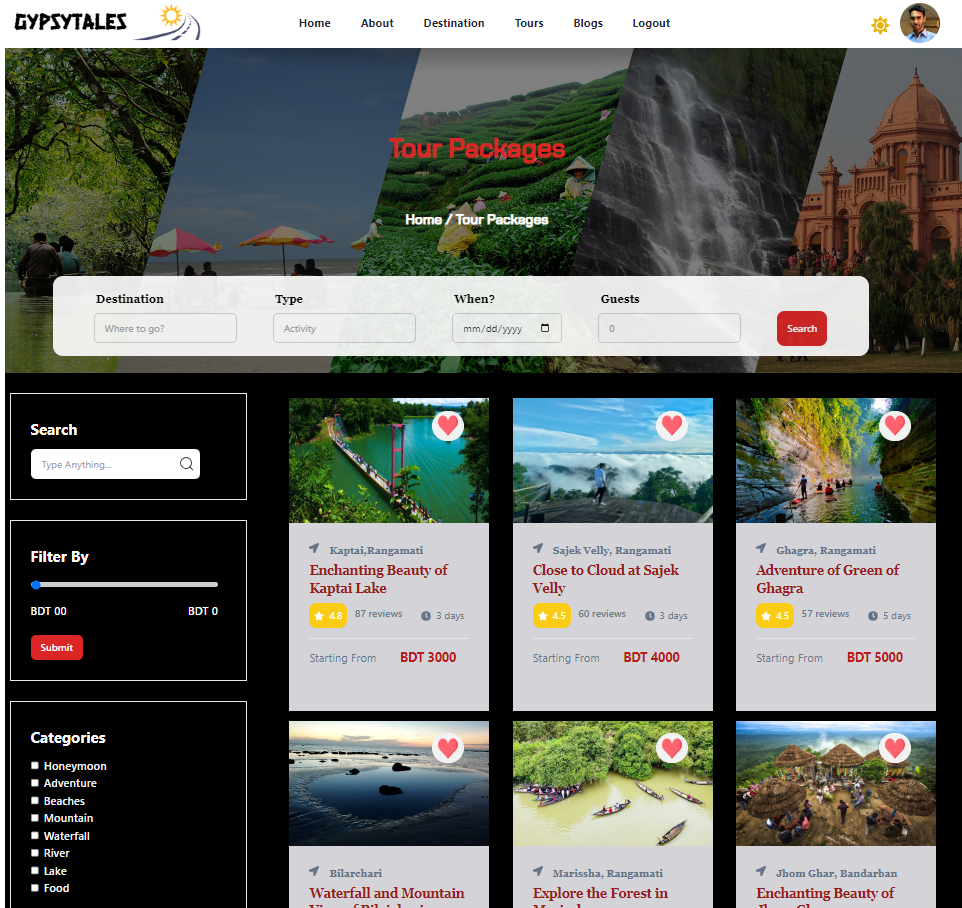 GYPSYTALES
Home About Destination Tours Blogs Logout
Tour Packages
Home / Tour Packages
Destination Type When? Guests
Where to go? Activity mm/dd/yyyy 0 Search
Search
Type Anything...
Filter By
BDT 00 BDT 0
Submit
Categories
Honeymoon
Adventure
Beaches
Mountain
Waterfall
River
Lake
Food
Kaptai,Rangamati
Enchanting Beauty of
Kaptai Lake
4.8 87 reviews 3 days
Starting From BDT 3000
Sajek Velly, Rangamati
Close to Cloud at Sajek
Velly
4.5 60 reviews 3 days
Starting From BDT 4000
Ghagra, Rangamati
Adventure of Green of
Ghagra
4.5 57 reviews 5 days
Starting From BDT 5000
Bilarchari
Waterfall and Mountain
Marissha, Rangamati
Explore the Forest in
Jhom Ghar, Bandarban
Enchanting Beauty of